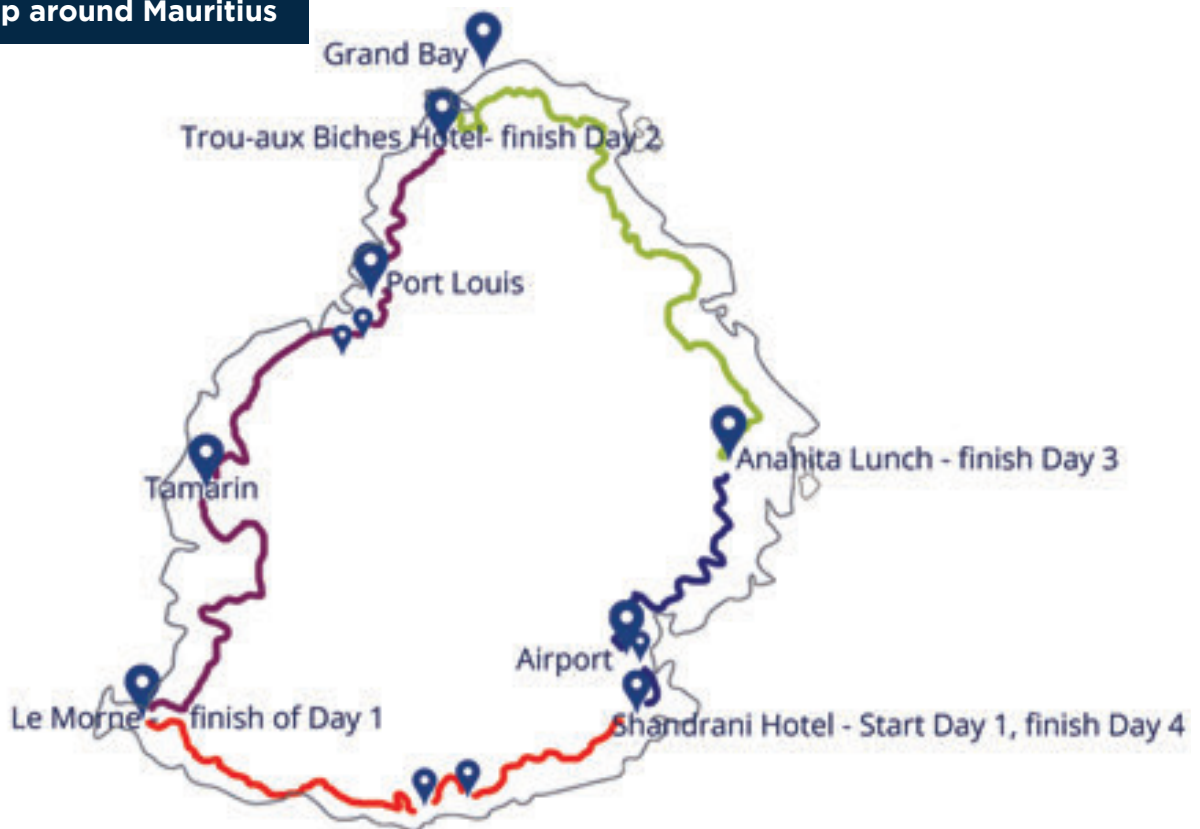 p around Mauritius
Grand Bay
Trou-aux Biches Hotel- finish Day 2
Port Louis
Anahita Lunch - finish Day 3
Tamarin
Airport
Le Morne - finish of Day 1
Shandrani Hotel - Start Day 1, finish Day 4